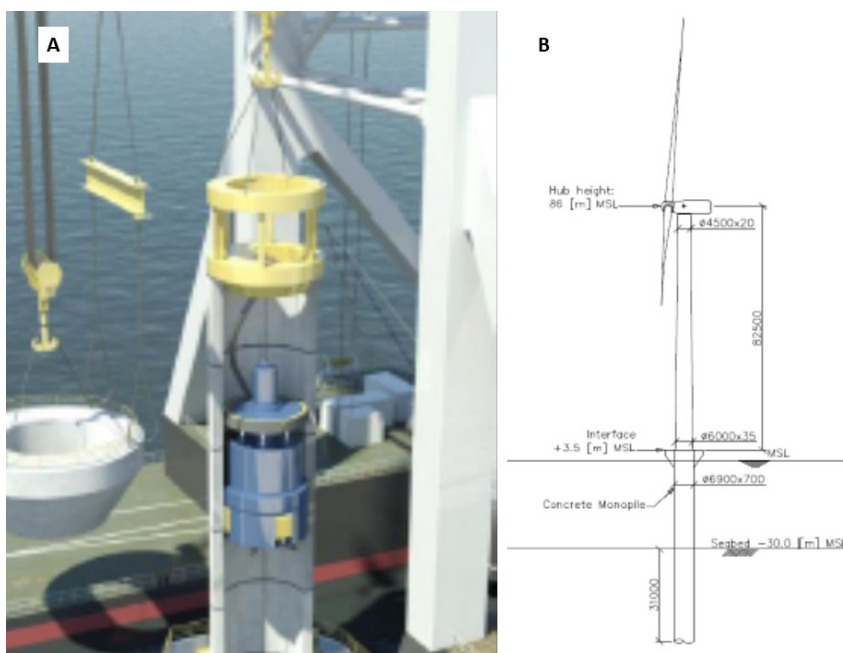 A
B
Hub height:
86 [m] MSL
ø4500x20
82500
Interface
+3.5 [m] MSL
ø6000x35
MSL
ø6900x700
Concrete Monopile
Seabed -30.0 [m] MSL
31000